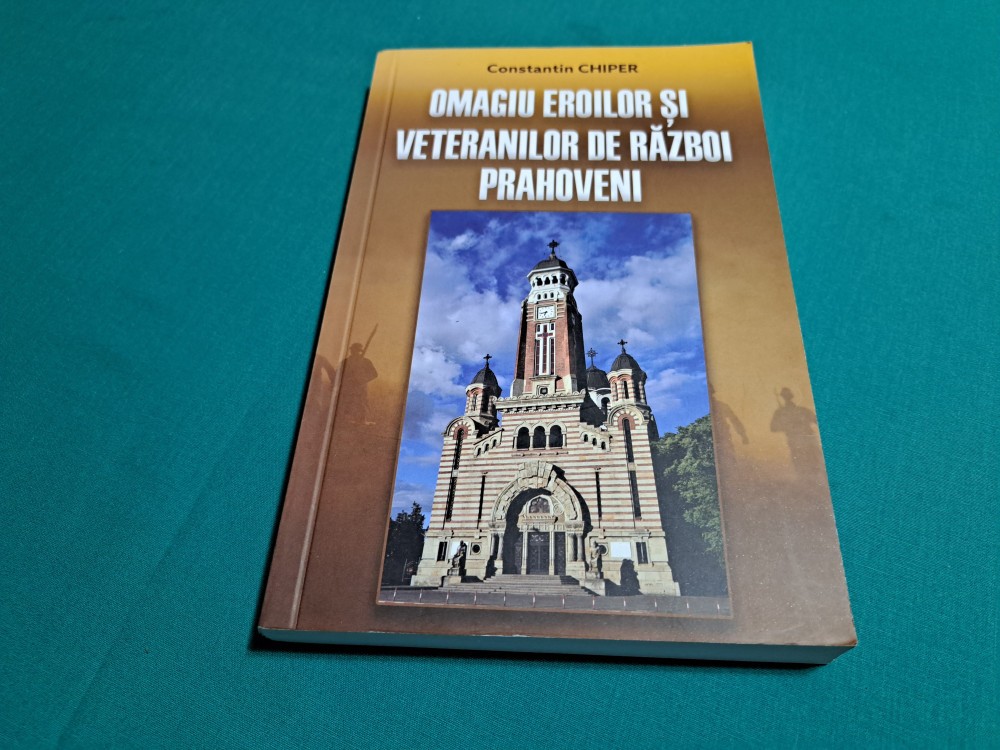 Constantin CHIPER
OMAGIU EROILOR ȘI
VETERANILOR DE RĂZBOI
PRAHOVENI